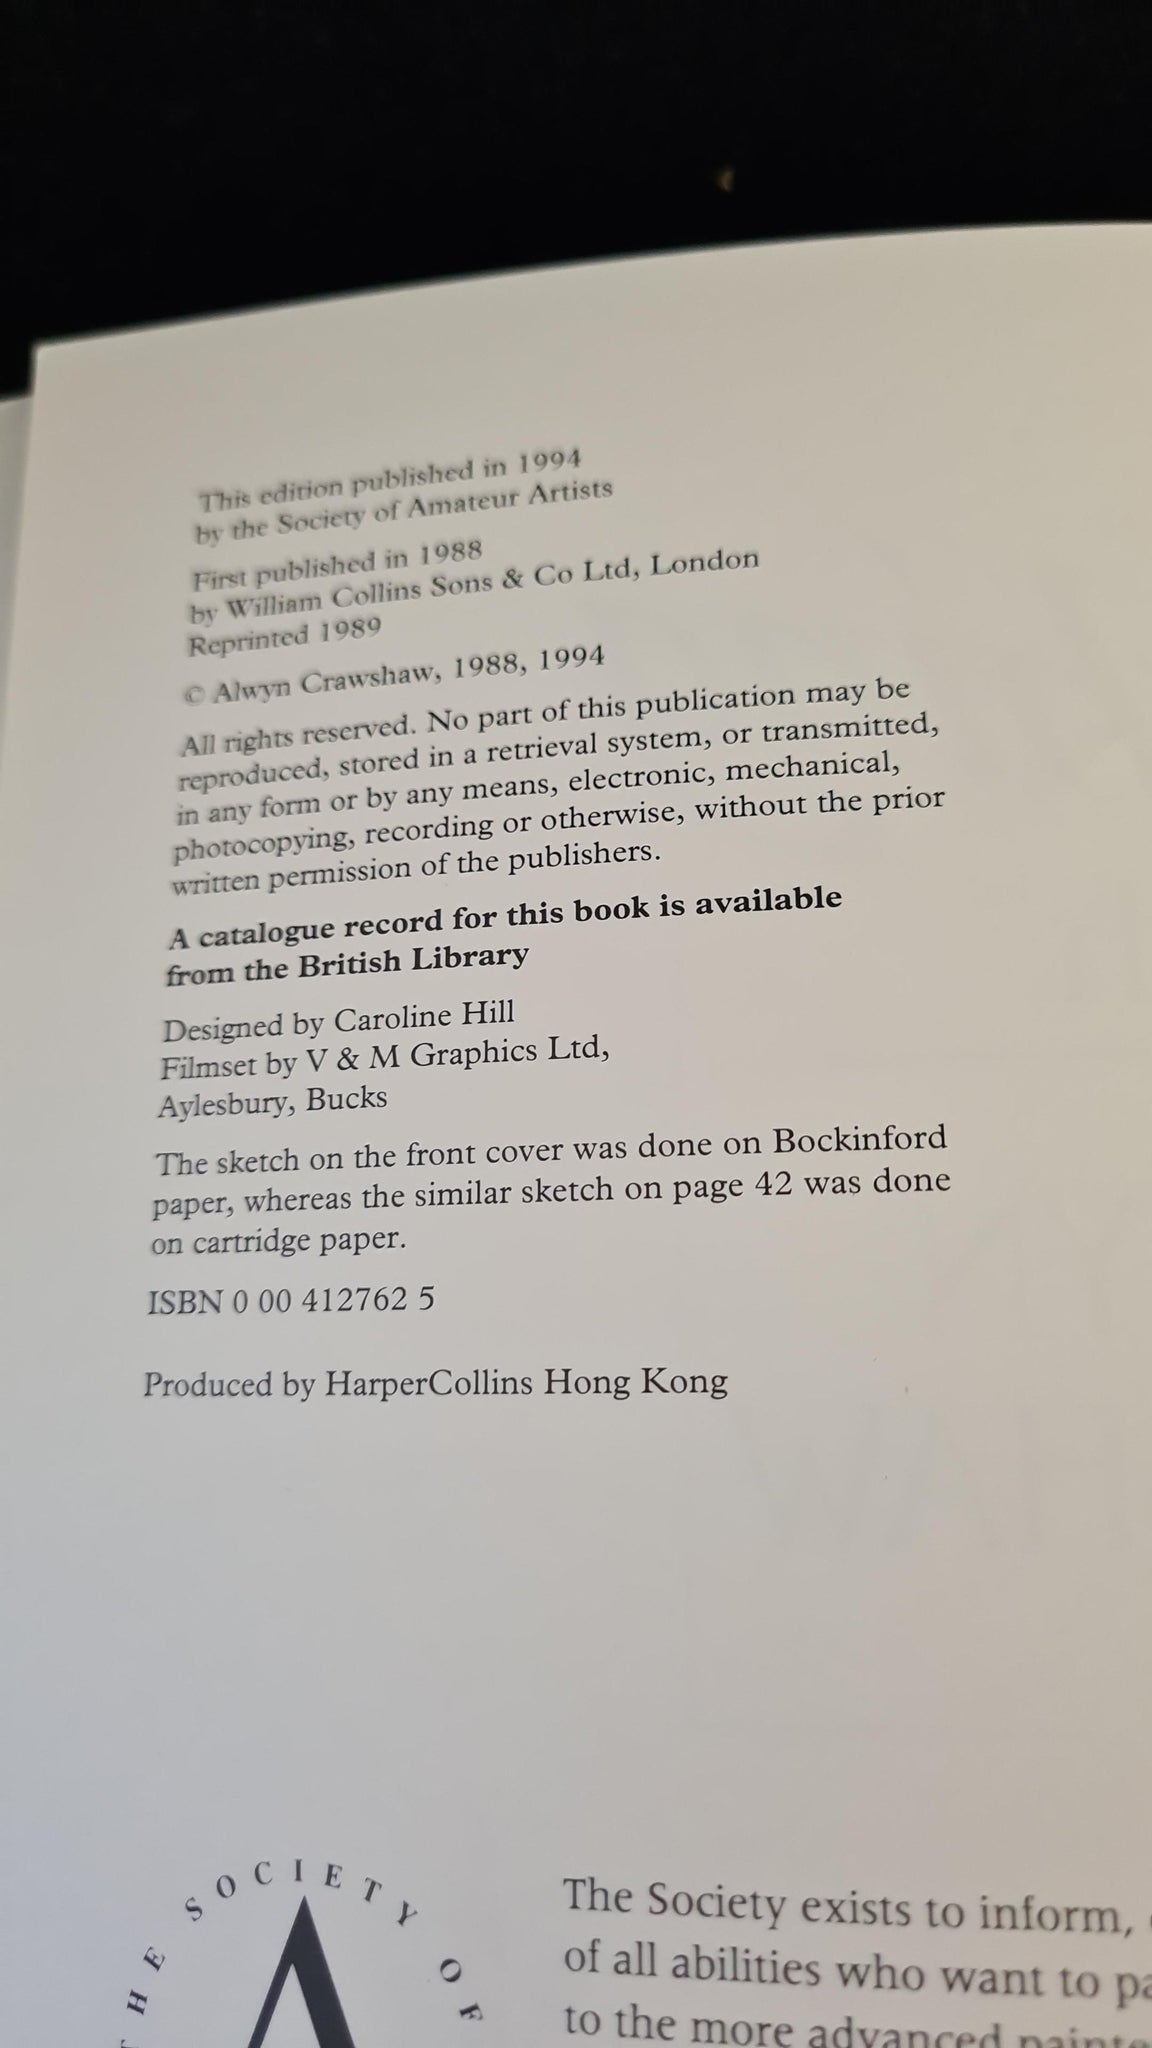 This edition published in 1994
by the Society of Amateur Artists
First published in 1988
by William Collins Sons & Co Ltd, London
Reprinted 1989
© Alwyn Crawshaw, 1988, 1994
All rights reserved. No part of this publication may be
reproduced, stored in a retrieval system, or transmitted,
in any form or by any means, electronic, mechanical,
photocopying, recording or otherwise, without the prior
written permission of the publishers.
A catalogue record for this book is available
from the British Library
Designed by Caroline Hill
Filmset by V & M Graphics Ltd,
Aylesbury, Bucks
The sketch on the front cover was done on Bockinford
paper, whereas the similar sketch on page 42 was done
on cartridge paper.
ISBN 0 00 412762 5
Produced by HarperCollins Hong Kong
THE SOCIETY OF
The Society exists to inform,
of all abilities who want to
to the more advanced